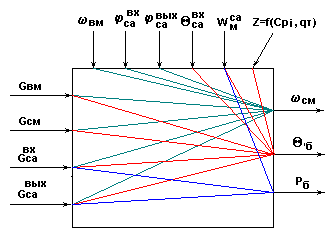 ωвм φсавх φсавых Θсавх Wмса Z=f(Cpi,qт)
Gвм
Gсм
Gсавх
Gсавых
ωсм
Θ'б
Pб